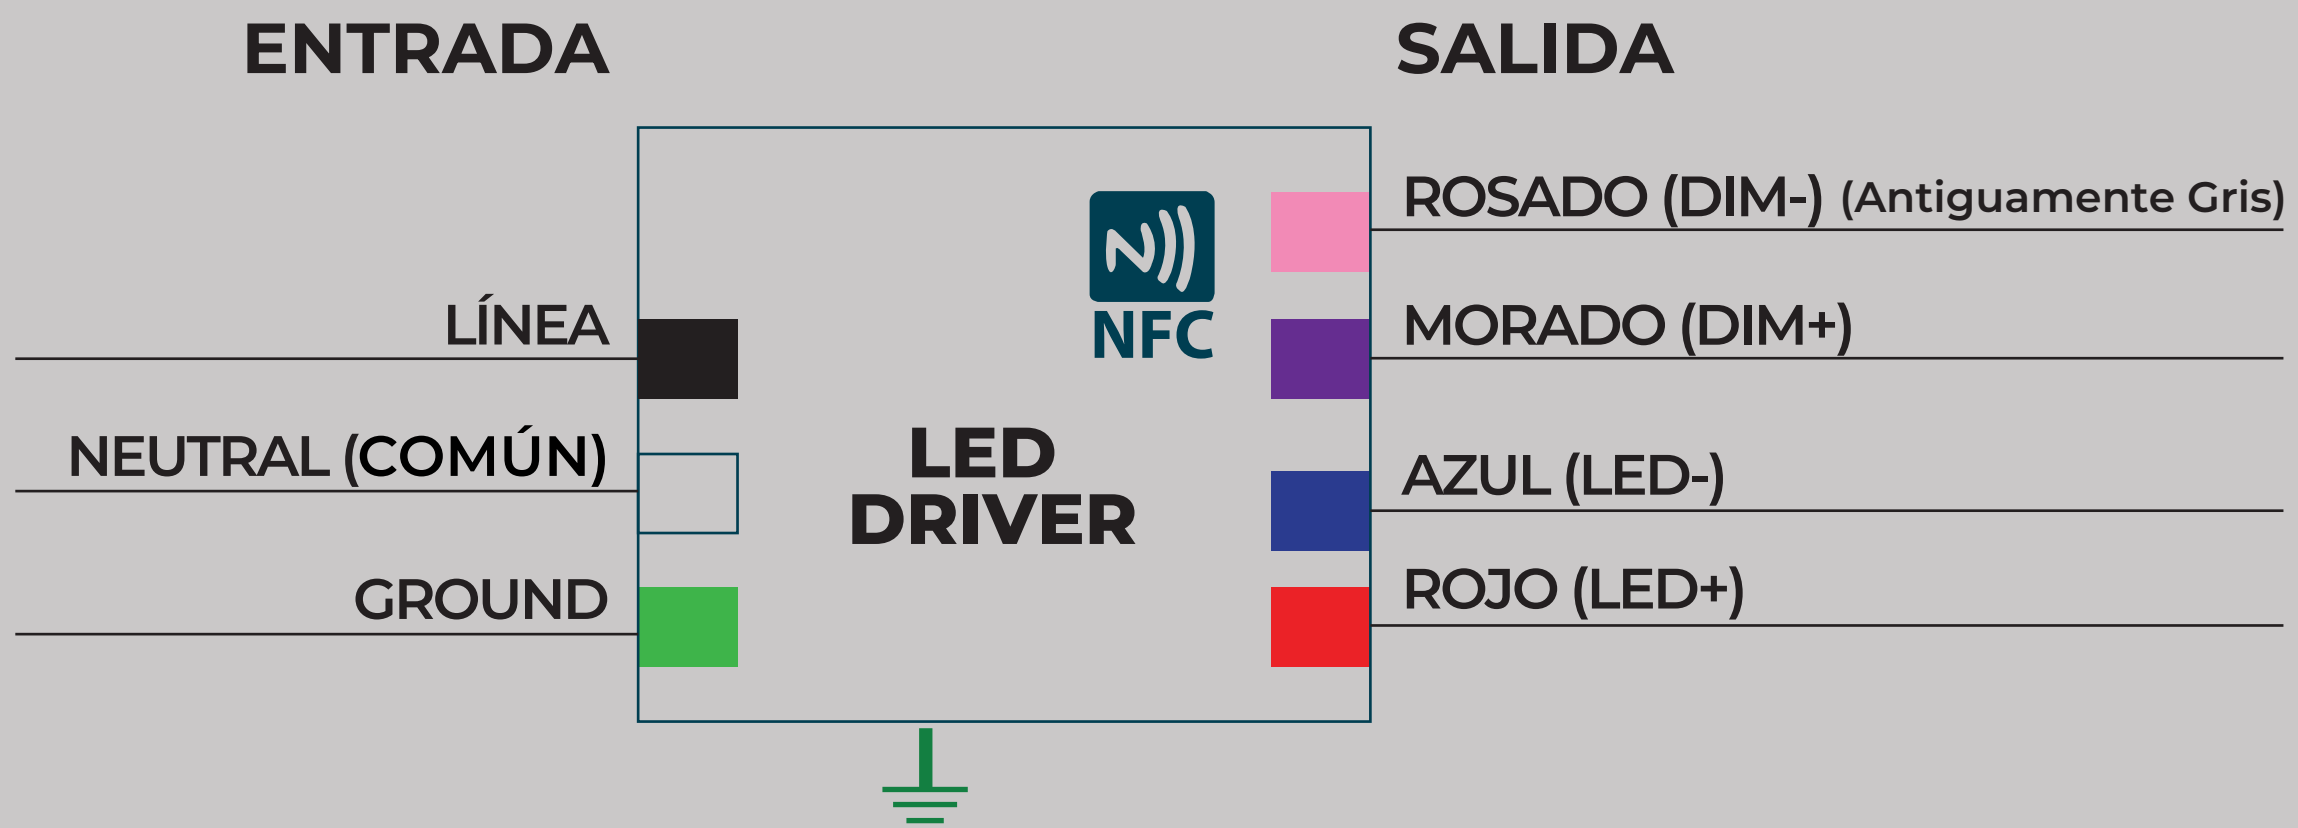 ENTRADA
SALIDA
LÍNEA
NEUTRAL (COMÚN)
GROUND
NFC
LED
DRIVER
ROSADO (DIM-) (Antiguamente Gris)
MORADO (DIM+)
AZUL (LED-)
ROJO (LED+)